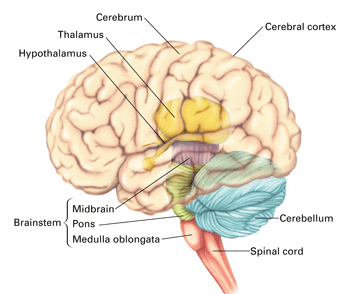 Cerebrum
Cerebral cortex
Thalamus
Hypothalamus
Brainstem
Midbrain
Pons
Medulla oblongata
Cerebellum
Spinal cord